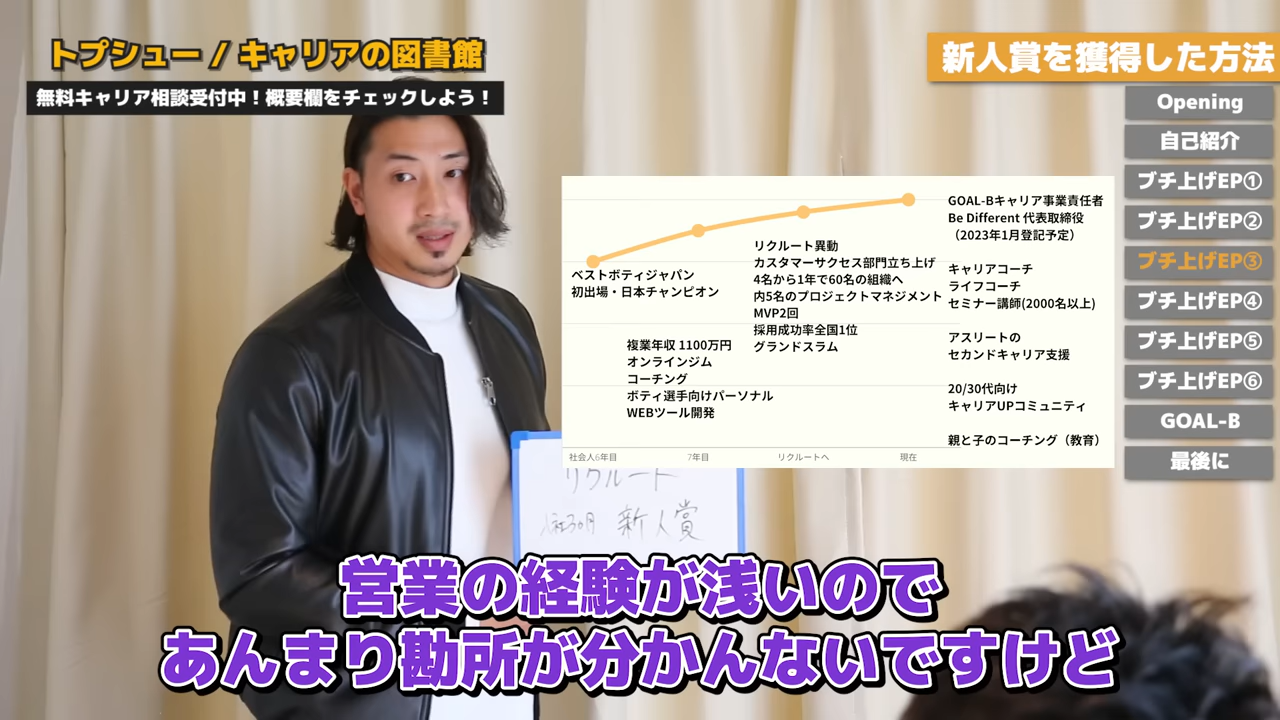 トプシュー / キャリアの図書館
無料キャリア相談受付中！概要欄をチェックしよう！
新人賞を獲得した方法
Opening
自己紹介
ブチ上げEP①
ブチ上げEP②
ブチ上げEP③
ブチ上げEP④
ブチ上げEP⑤
ブチ上げEP⑥
GOAL-B
最後に
ベストボティジャパン
初出場・日本チャンピオン
複業年収 1100万円
オンラインジム
コーチング
ボティ選手向けパーソナル
WEBツール開発
リクルート異動
カスタマーサクセス部門立ち上げ
4名から1年で60名の組織へ
内5名のプロジェクトマネジメント
MVP2回
採用成功率全国1位
グランドスラム
GOAL-Bキャリア事業責任者
Be Different 代表取締役
（2023年1月登記予定）
キャリアコーチ
ライフコーチ
セミナー講師(2000名以上)
アスリートの
セカンドキャリア支援
20/30代向け
キャリアUPコミュニティ
親と子のコーチング（教育）
社会人6年目
7年目
リクルートへ
現在
リクルート
新人賞
営業の経験が浅いので
あんまり勘所が分かんないですけど